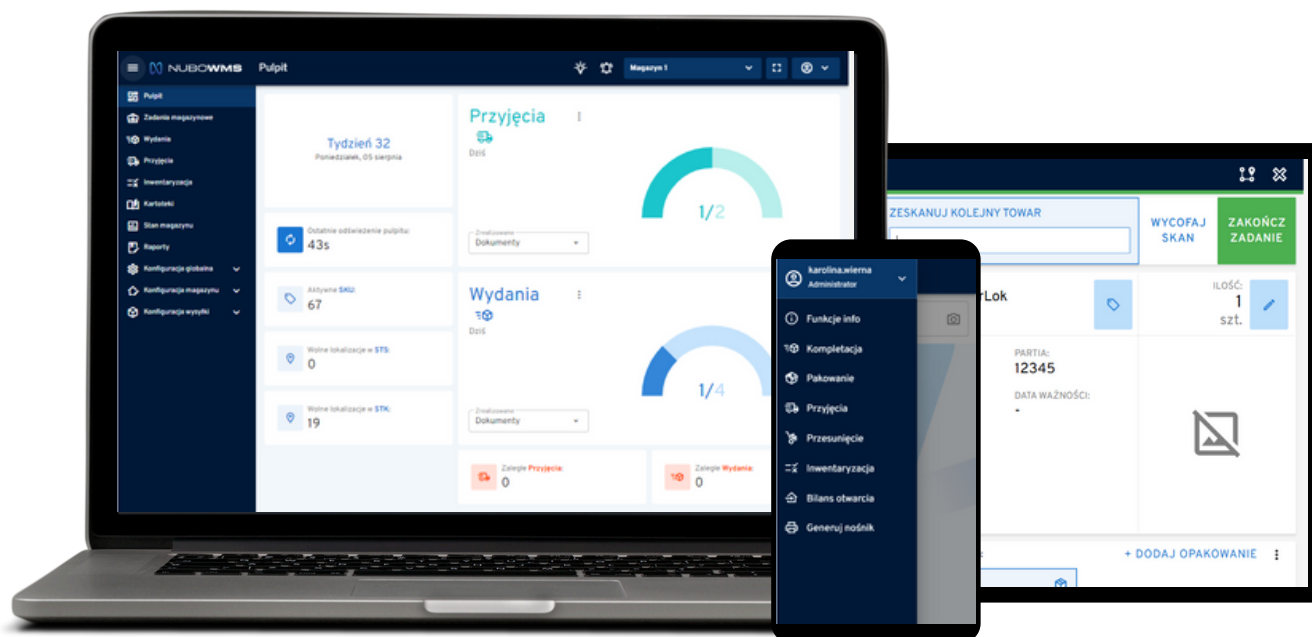 NUBOWMS
Pulpit
Magazyn 1
Pulpit
Zadania magazynowe
Wydania
Przyjęcia
Inwentaryzacja
Kartoteki
Stan magazynu
Raporty
Konfiguracja globalna
Konfiguracja magazynu
Konfiguracja wysyłki
Tydzień 32
Poniedziałek, 05 sierpnia
Ostatnie odświeżenie pulpitu:
43s
Aktywne SKU:
67
Wolne lokalizacje w STS:
0
Wolne lokalizacje w STK:
19
Przyjęcia
Dziś
1/2
Zrealizowane
Dokumenty
Wydania
Dziś
1/4
Zrealizowane
Dokumenty
Zaległe Przyjęcia:
0
Zaległe Wydania:
0
karolina.wierna
Administrator
Funkcje info
Kompletacja
Pakowanie
Przyjęcia
Przesunięcie
Inwentaryzacja
Bilans otwarcia
Generuj nośnik
ZESKANUJ KOLEJNY TOWAR
WYCOFAJ
SKAN
ZAKOŃCZ
ZADANIE
rLok
ILOŚĆ:
1
szt.
PARTIA:
12345
DATA WAŻNOŚCI:
-
+ DODAJ OPAKOWANIE